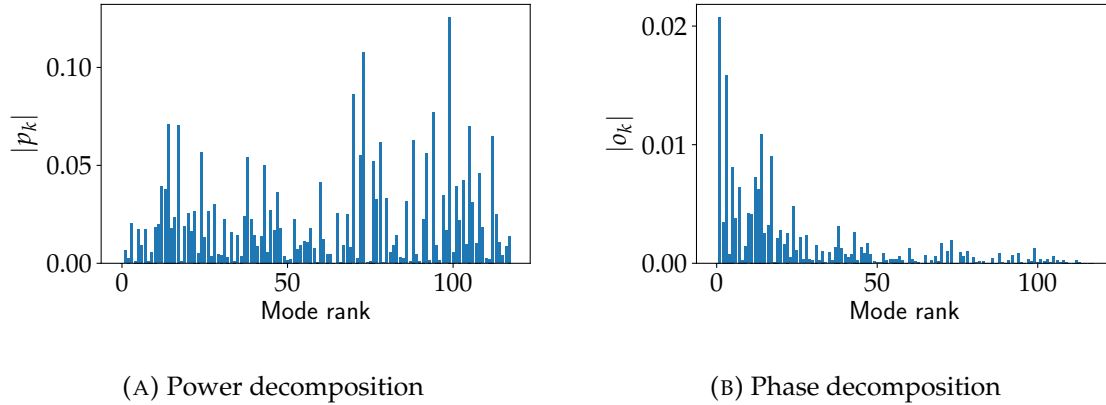 0.10
0.05
0.00
|p_k|
0 50 100
Mode rank
(A) Power decomposition
0.02
0.01
0.00
|o_k|
0 50 100
Mode rank
(B) Phase decomposition